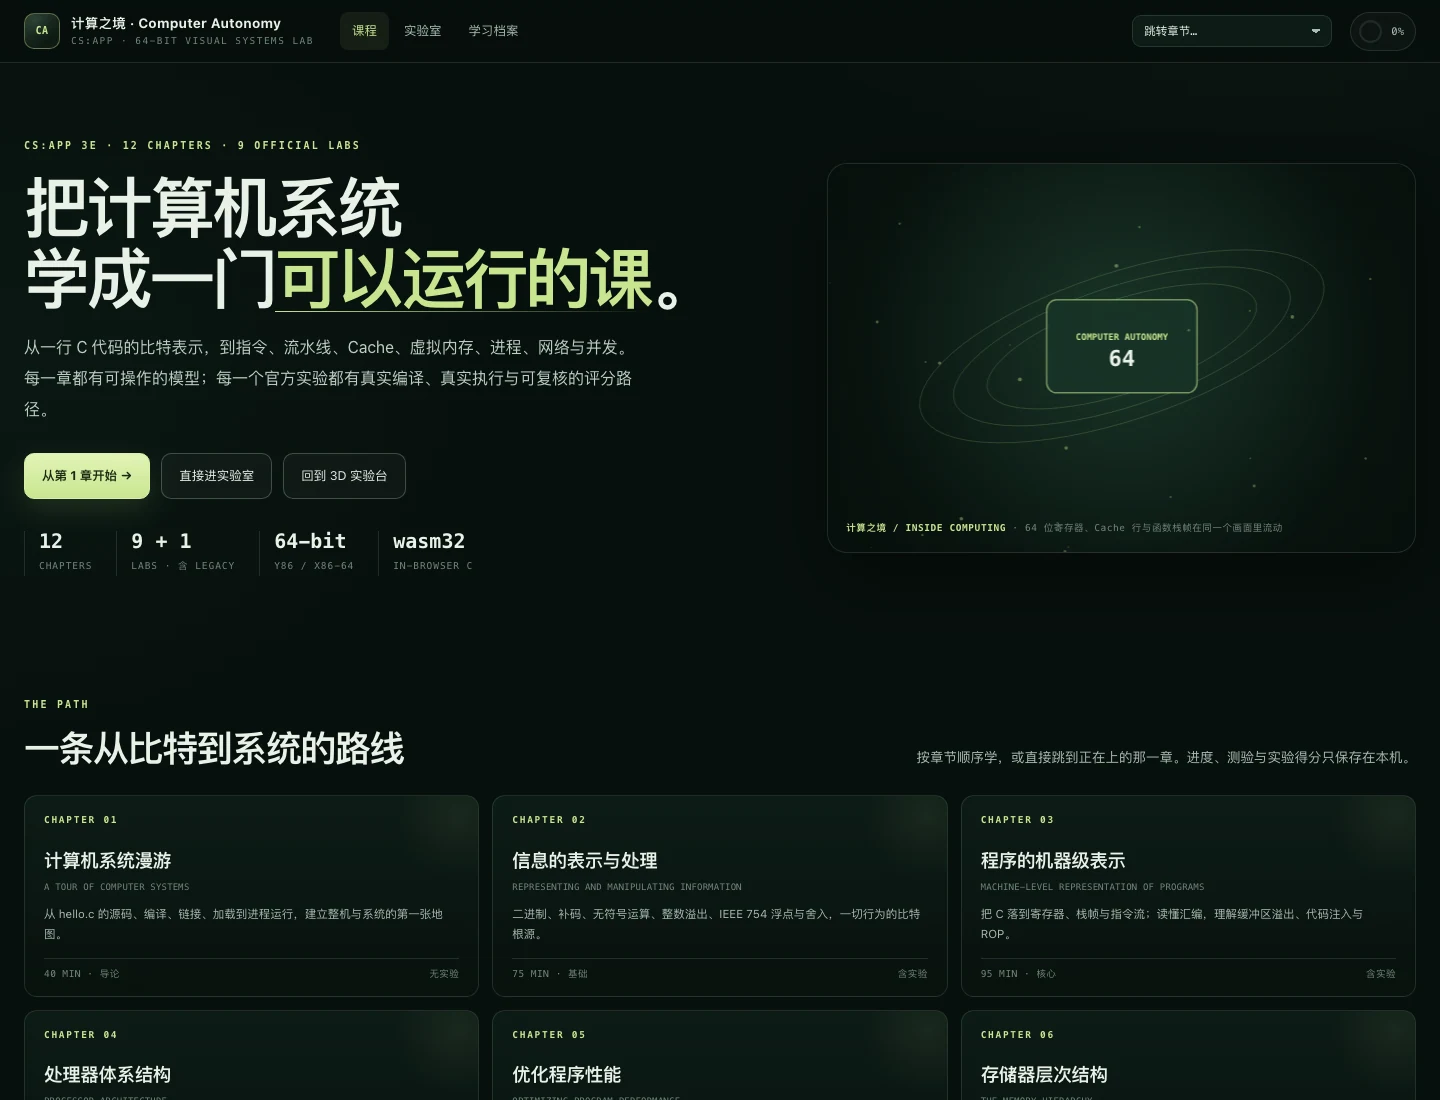 CA
计算之境 · Computer Autonomy
CS:APP · 64-BIT VISUAL SYSTEMS LAB
课程
实验室
学习档案
跳转章节…
0%
CS:APP 3E · 12 CHAPTERS · 9 OFFICIAL LABS
把计算机系统
学成一门可以运行的课。
从一行 C 代码的比特表示，到指令、流水线、Cache、虚拟内存、进程、网络与并发。
每一章都有可操作的模型；每一个官方实验都有真实编译、真实执行与可复核的评分路
径。
从第 1 章开始 →
直接进实验室
回到 3D 实验台
12
CHAPTERS
9 + 1
LABS · 含 LEGACY
64-bit
Y86 / X86-64
wasm32
IN-BROWSER C
COMPUTER AUTONOMY
64
计算之境 / INSIDE COMPUTING · 64 位寄存器、Cache 行与函数栈帧在同一个画面里流动
THE PATH
一条从比特到系统的路线
按章节顺序学，或直接跳到正在上的那一章。进度、测验与实验得分只保存在本机。
CHAPTER 01
计算机系统漫游
A TOUR OF COMPUTER SYSTEMS
从 hello.c 的源码、编译、链接、加载到进程运行，建立整机与系统的第一张地
图。
40 MIN · 导论
无实验
CHAPTER 02
信息的表示与处理
REPRESENTING AND MANIPULATING INFORMATION
二进制、补码、无符号运算、整数溢出、IEEE 754 浮点与舍入，一切行为的比特
根源。
75 MIN · 基础
含实验
CHAPTER 03
程序的机器级表示
MACHINE-LEVEL REPRESENTATION OF PROGRAMS
把 C 落到寄存器、栈帧与指令流；读懂汇编，理解缓冲区溢出、代码注入与
ROP。
95 MIN · 核心
含实验
CHAPTER 04
处理器体系结构
PROCESSOR ARCHITECTURE
CHAPTER 05
优化程序性能
OPTIMIZING PROGRAM PERFORMANCE
CHAPTER 06
存储器层次结构
THE MEMORY HIERARCHY